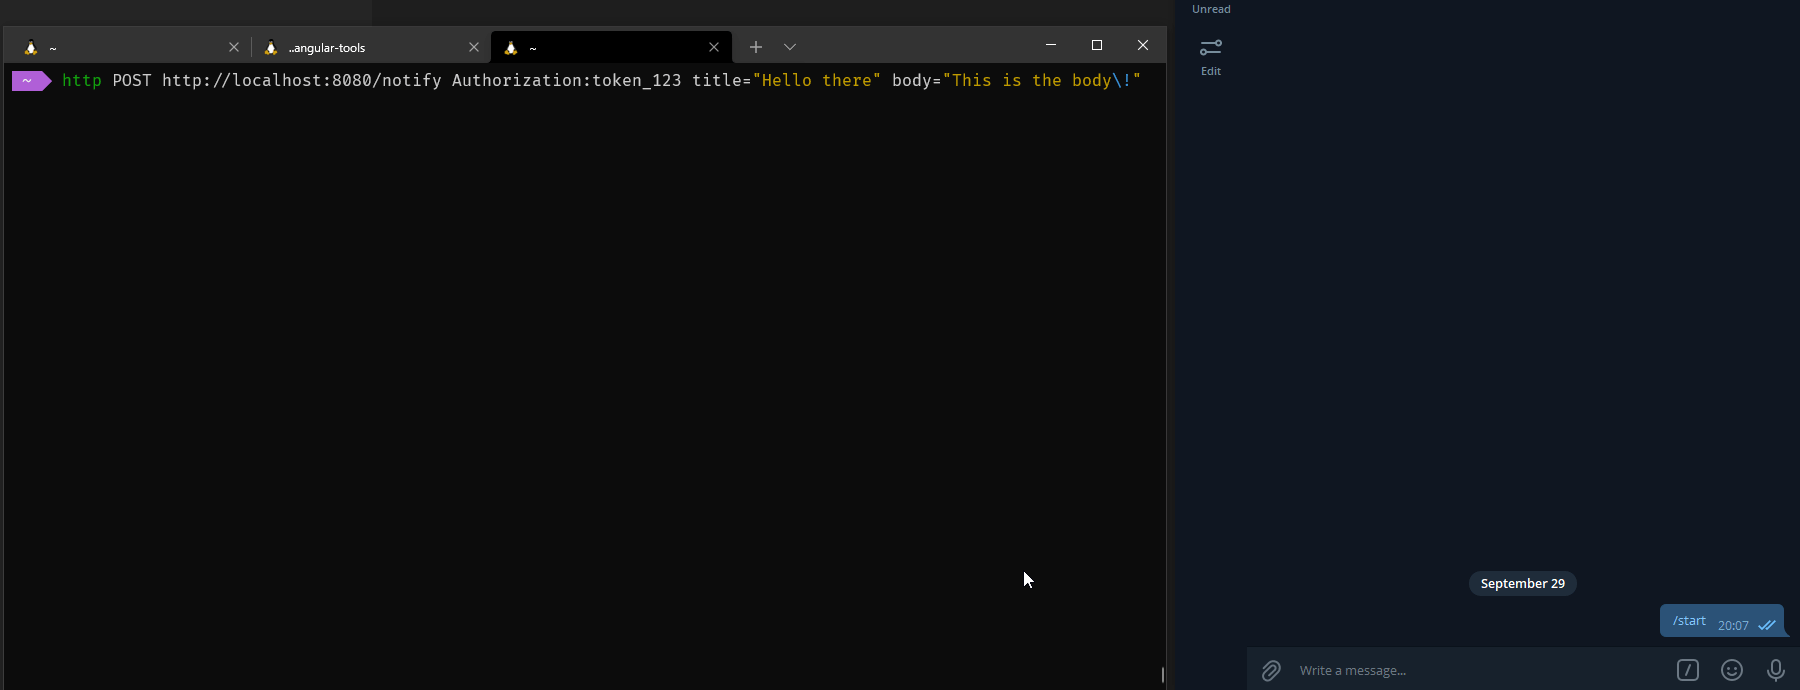 ~
..angular-tools
~
~ http POST http://localhost:8080/notify Authorization:token_123 title="Hello there" body="This is the body\!"
Unread
Edit
September 29
/start 20:07
Write a message...